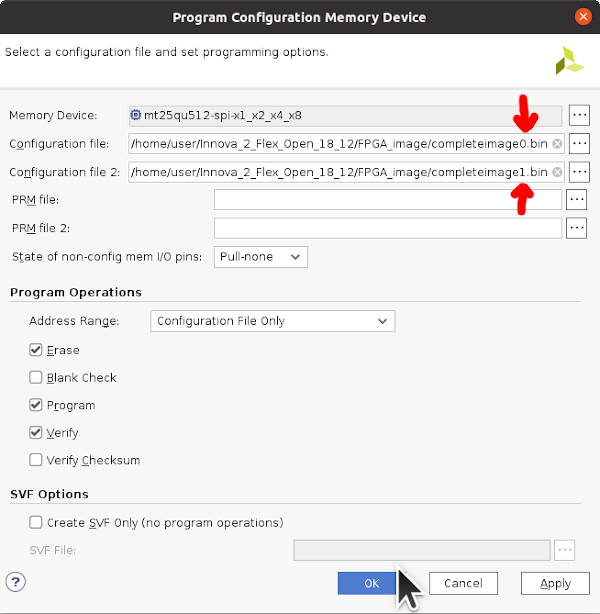 Program Configuration Memory Device
Select a configuration file and set programming options.
Memory Device: mt25qu512-spi-x1_x2_x4_x8 ...
Configuration file: /home/user/Innova_2_Flex_Open_18_12/FPGA_image/completeimage0.bin ...
Configuration file 2: /home/user/Innova_2_Flex_Open_18_12/FPGA_image/completeimage1.bin ...
PRM file: ...
PRM file 2: ...
State of non-config mem I/O pins: Pull-none
Program Operations
Address Range: Configuration File Only
Erase
Blank Check
Program
Verify
Verify Checksum
SVF Options
Create SVF Only (no program operations)
SVF File: ...
? OK Cancel Apply